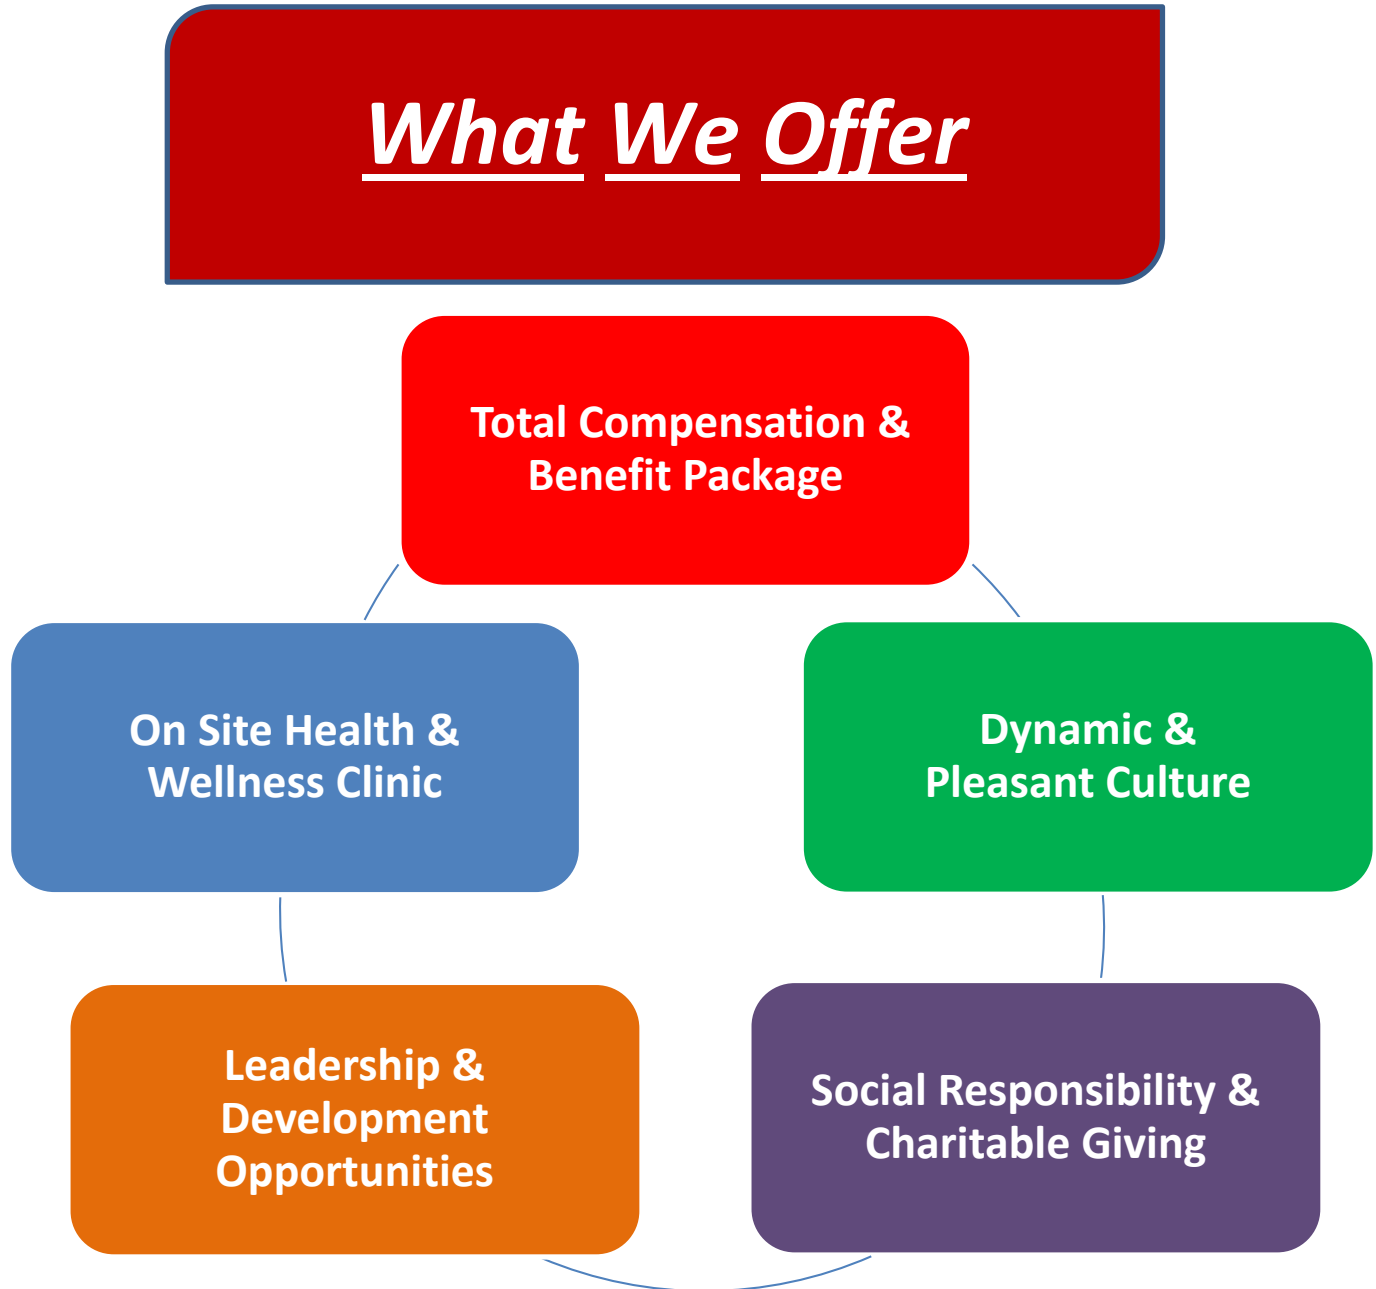 What We Offer
Total Compensation &
Benefit Package
On Site Health &
Wellness Clinic
Dynamic &
Pleasant Culture
Leadership &
Development
Opportunities
Social Responsibility &
Charitable Giving